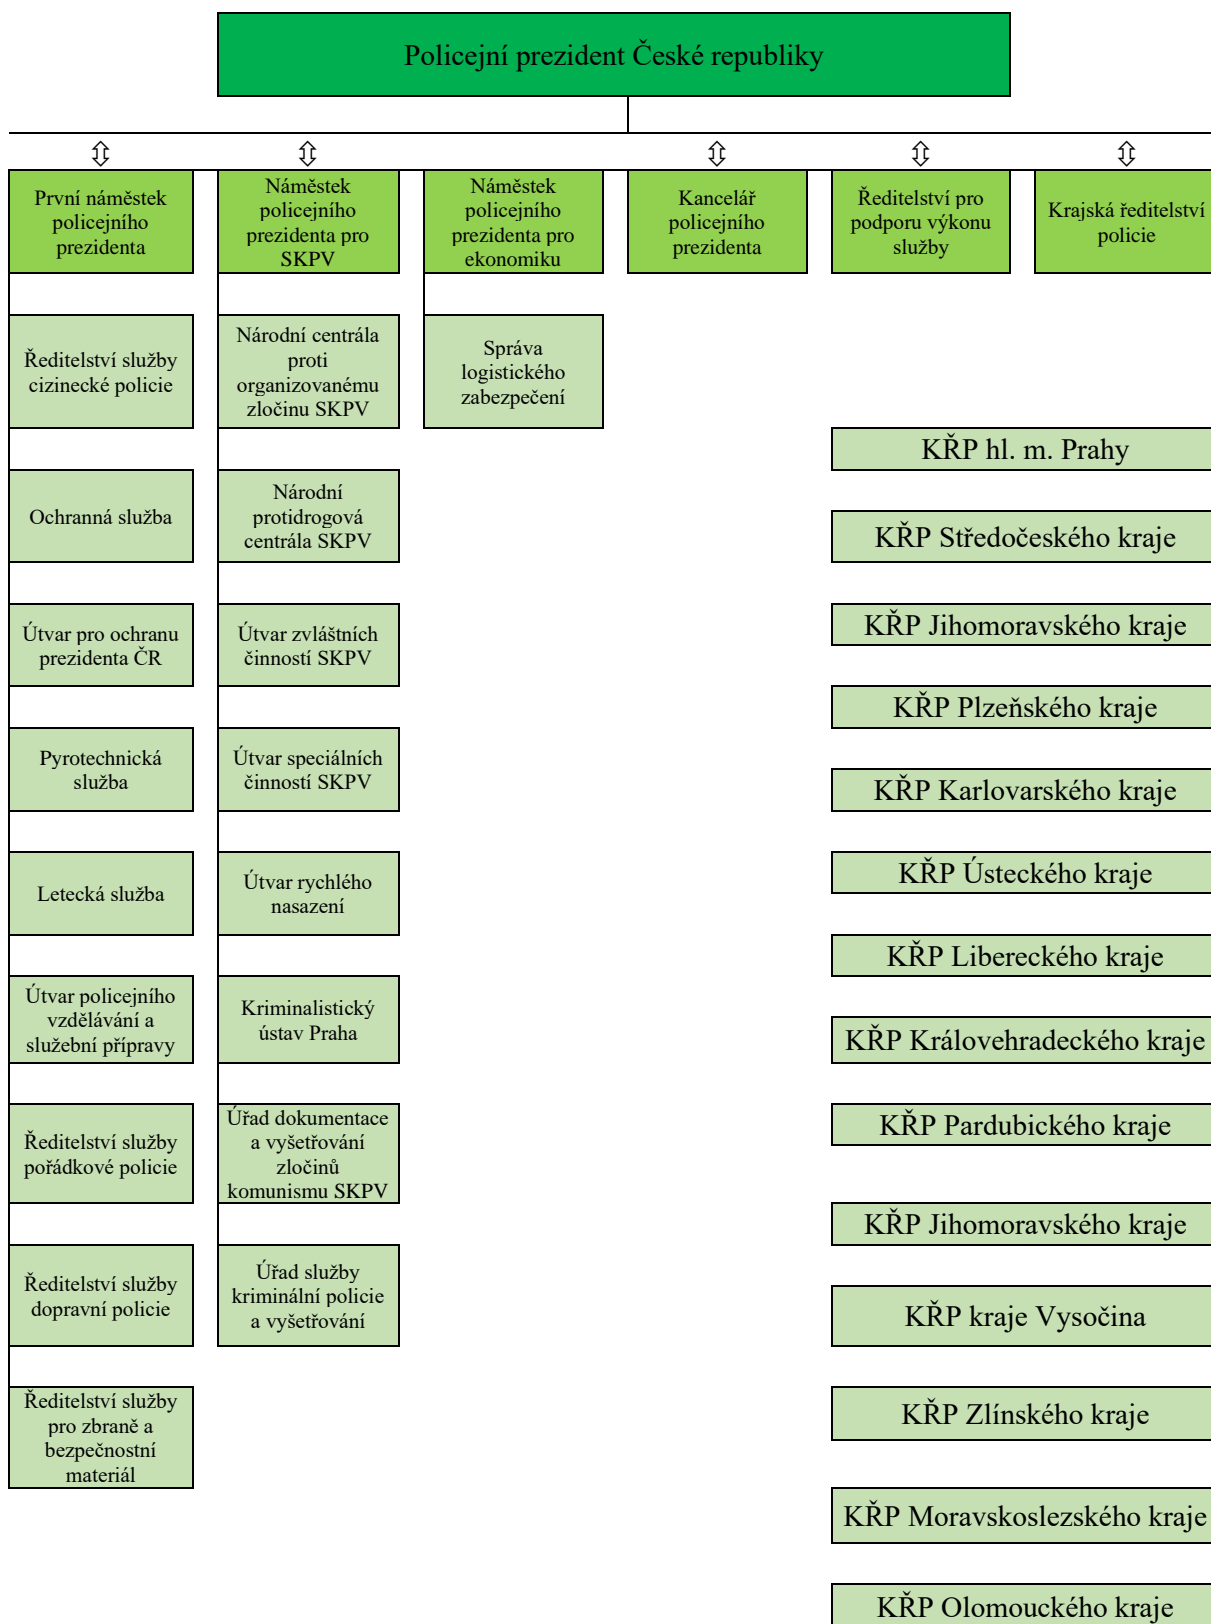 Policejní prezident České republiky
První náměstek
policejního
prezidenta
Náměstek
policejního
prezidenta pro
SKPV
Náměstek
policejního
prezidenta pro
ekonomiku
Kancelář
policejního
prezidenta
Ředitelství pro
podporu výkonu
služby
Krajská ředitelství
policie
Ředitelství služby
cizinecké policie
Národní centrála
proti
organizovanému
zločinu SKPV
Správa
logistického
zabezpečení
KŘP hl. m. Prahy
Ochranná služba
Národní
protidrogová
centrála SKPV
KŘP Středočeského kraje
Útvar pro ochranu
prezidenta ČR
Útvar zvláštních
činností SKPV
KŘP Jihomoravského kraje
KŘP Plzeňského kraje
Pyrotechnická
služba
Útvar speciálních
činností SKPV
KŘP Karlovarského kraje
Letecká služba
Útvar rychlého
nasazení
KŘP Ústeckého kraje
KŘP Libereckého kraje
Útvar policejního
vzdělávání a
služební přípravy
Kriminalistický
ústav Praha
KŘP Královehradeckého kraje
Ředitelství služby
pořádkové policie
Úřad dokumentace
a vyšetřování
zločinů
komunismu SKPV
KŘP Pardubického kraje
KŘP Jihomoravského kraje
Ředitelství služby
dopravní policie
Úřad služby
kriminální policie
a vyšetřování
KŘP kraje Vysočina
Ředitelství služby
pro zbraně a
bezpečnostní
materiál
KŘP Zlínského kraje
KŘP Moravskoslezského kraje
KŘP Olomouckého kraje